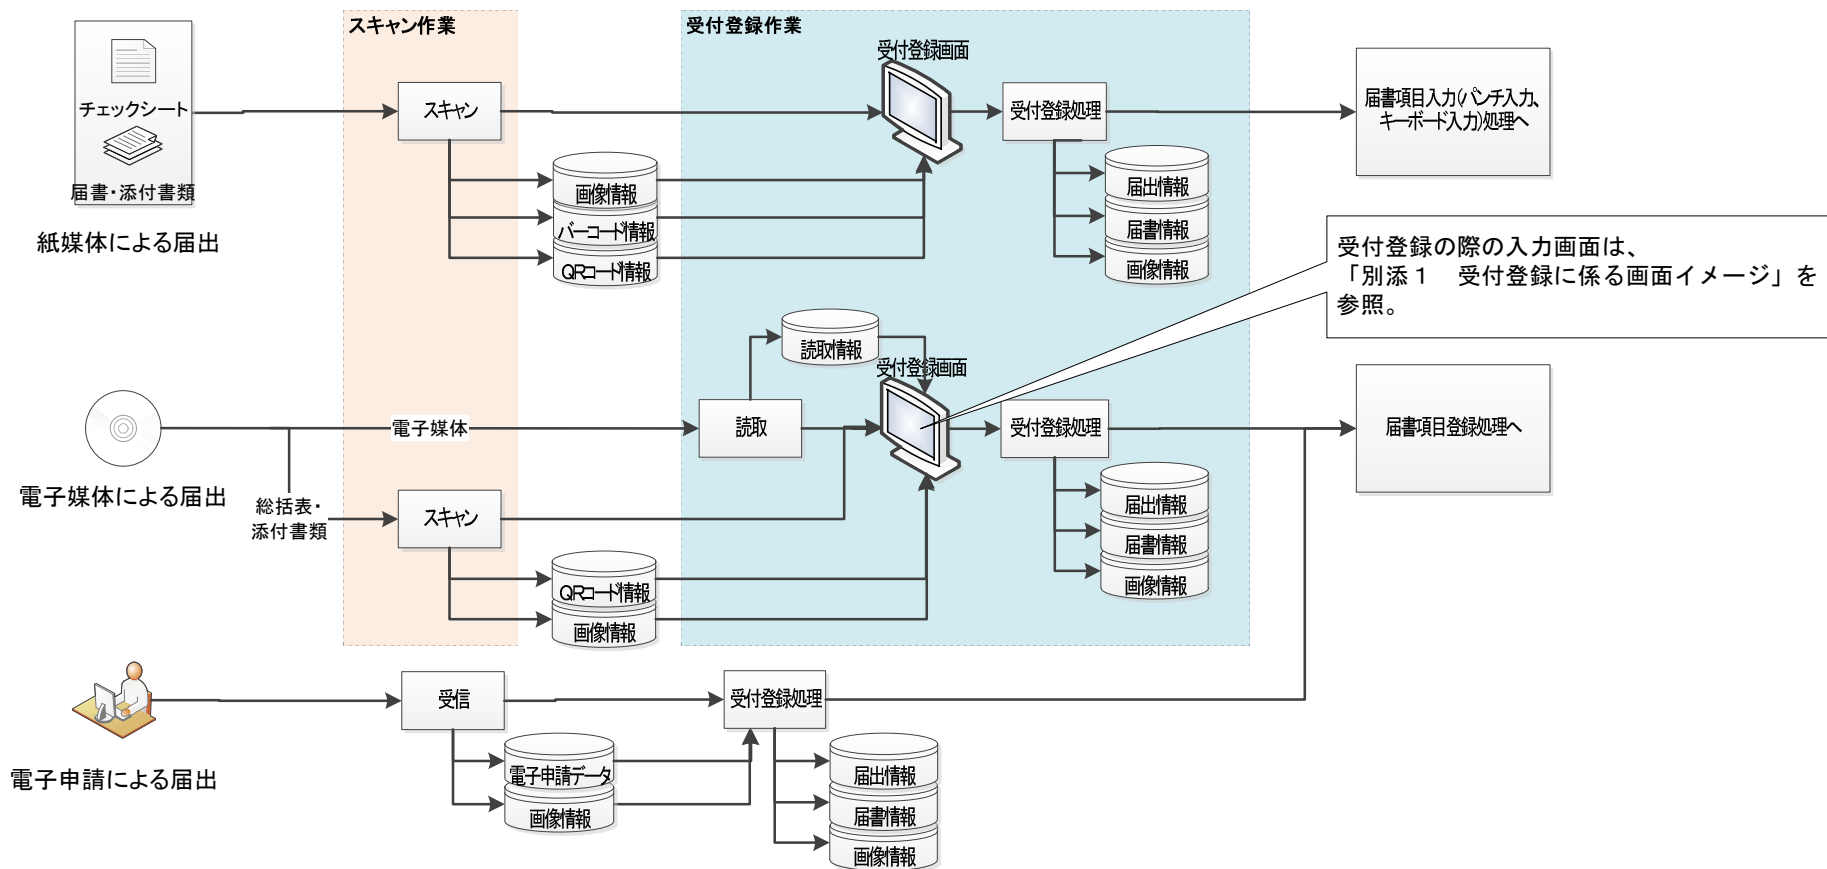 スキャン作業
受付登録作業
チェックシート
届書・添付書類
紙媒体による届出
スキャン
画像情報
バーコード情報
QRコード情報
受付登録画面
受付登録処理
届出情報
届書情報
画像情報
届書項目入力(パンチ入力、
キーボード入力)処理へ
受付登録の際の入力画面は、
「別添1 受付登録に係る画面イメージ」を
参照。
電子媒体による届出
電子媒体
総括表・
添付書類
読取
読取情報
受付登録画面
受付登録処理
届出情報
届書情報
画像情報
届書項目登録処理へ
スキャン
QRコード情報
画像情報
電子申請による届出
受信
電子申請データ
画像情報
受付登録処理
届出情報
届書情報
画像情報